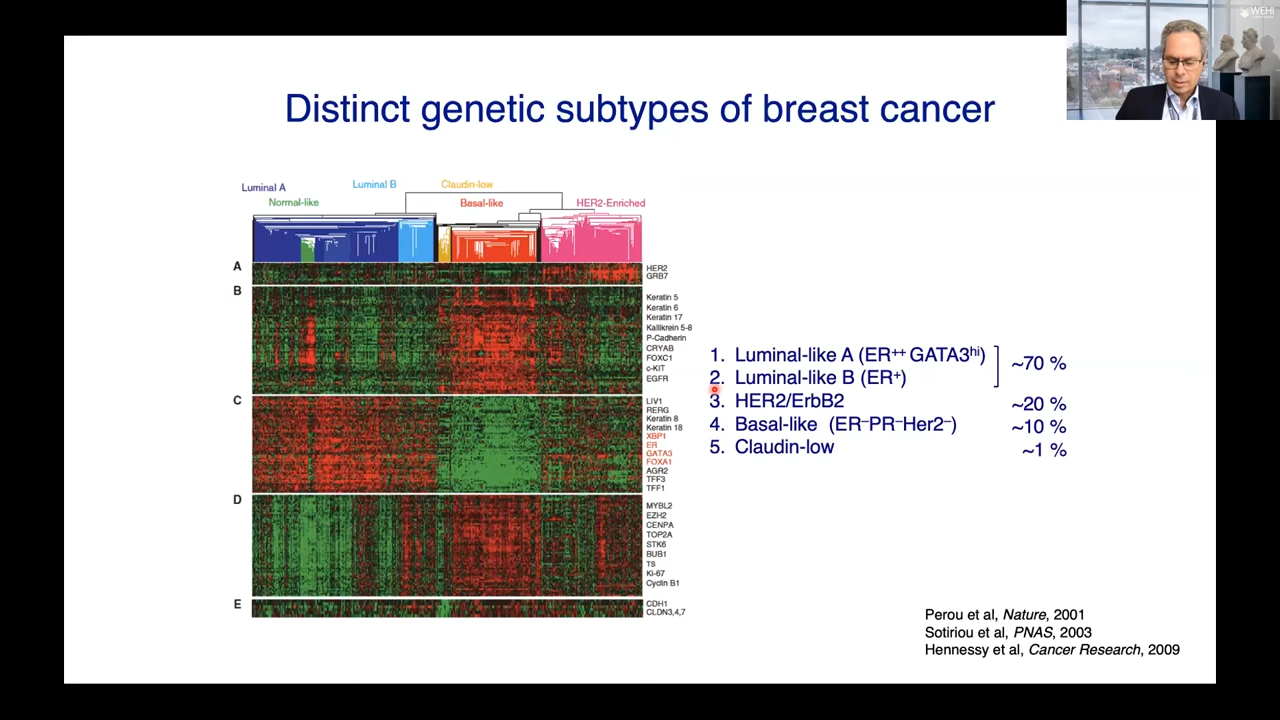 WEHI
Distinct genetic subtypes of breast cancer
Luminal A
Luminal B
Claudin-low
Normal-like
Basal-like
HER2-Enriched
A
HER2
GRB7
B
Keratin 5
Keratin 6
Keratin 17
Kallikrein 5-8
P-Cadherin
CRYAB
FOXC1
c-KIT
EGFR
C
LIV1
RERG
Keratin 8
Keratin 18
XBP1
ER
GATA3
FOXA1
AGR2
TFF3
TFF1
D
MYBL2
EZH2
CENPA
TOP2A
STK6
BUB1
TS
Ki-67
Cyclin B1
E
CDH1
CLDN3,4,7
1. Luminal-like A (ER⁺⁺ GATA3ʰⁱ)
2. Luminal-like B (ER⁺)
~70 %
3. HER2/ErbB2 ~20 %
4. Basal-like (ER⁻PR⁻Her2⁻) ~10 %
5. Claudin-low ~1 %
Perou et al, Nature, 2001
Sotiriou et al, PNAS, 2003
Hennessy et al, Cancer Research, 2009